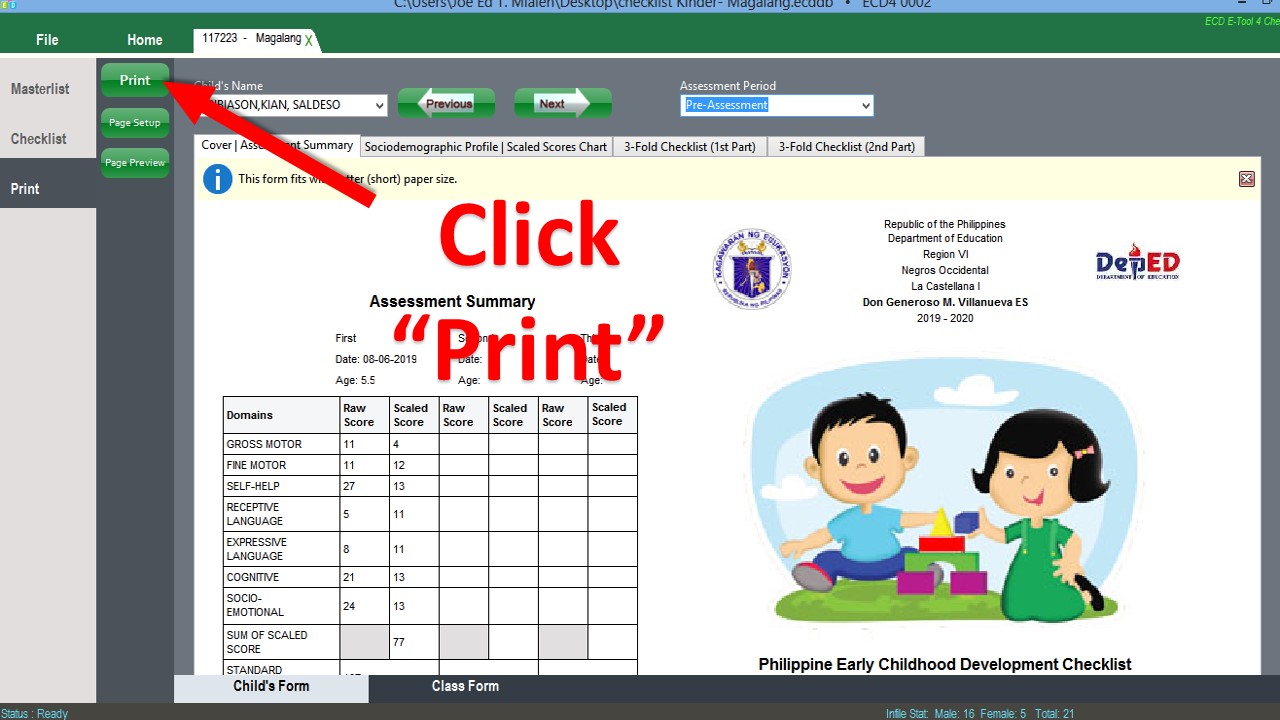 C:\Users\Joe Ed T. Mialen\Desktop\checklist Kinder- Magalang.ecddb • ECD4 0002
ECD E-Tool 4 Che
File
Home
117223 - Magalang X
Masterlist
Checklist
Print
Print
Page Setup
Page Preview
Child's Name
KIAN, SALDESO
Previous
Next
Assessment Period
Pre-Assessment
Cover | Assessment Summary
Sociodemographic Profile | Scaled Scores Chart
3-Fold Checklist (1st Part)
3-Fold Checklist (2nd Part)
This form fits with letter (short) paper size.
Click
“Print”
Assessment Summary
First Second Thi
Date: 08-06-2019 Date: Date:
Age: 5.5 Age: Age:
Domains Raw Score Scaled Score Raw Score Scaled Score Raw Score Scaled Score
GROSS MOTOR 11 4
FINE MOTOR 11 12
SELF-HELP 27 13
RECEPTIVE LANGUAGE 5 11
EXPRESSIVE LANGUAGE 8 11
COGNITIVE 21 13
SOCIO-EMOTIONAL 24 13
SUM OF SCALED SCORE 77
STANDARD
KAGAWARAN NG EDUKASYON
REPUBLIKA NG PILIPINAS
Republic of the Philippines
Department of Education
Region VI
Negros Occidental
La Castellana I
Don Generoso M. Villanueva ES
2019 - 2020
DepED
DEPARTMENT OF EDUCATION
Philippine Early Childhood Development Checklist
Child's Form
Class Form
Status : Ready
Infile Stat: Male: 16 Female: 5 Total: 21